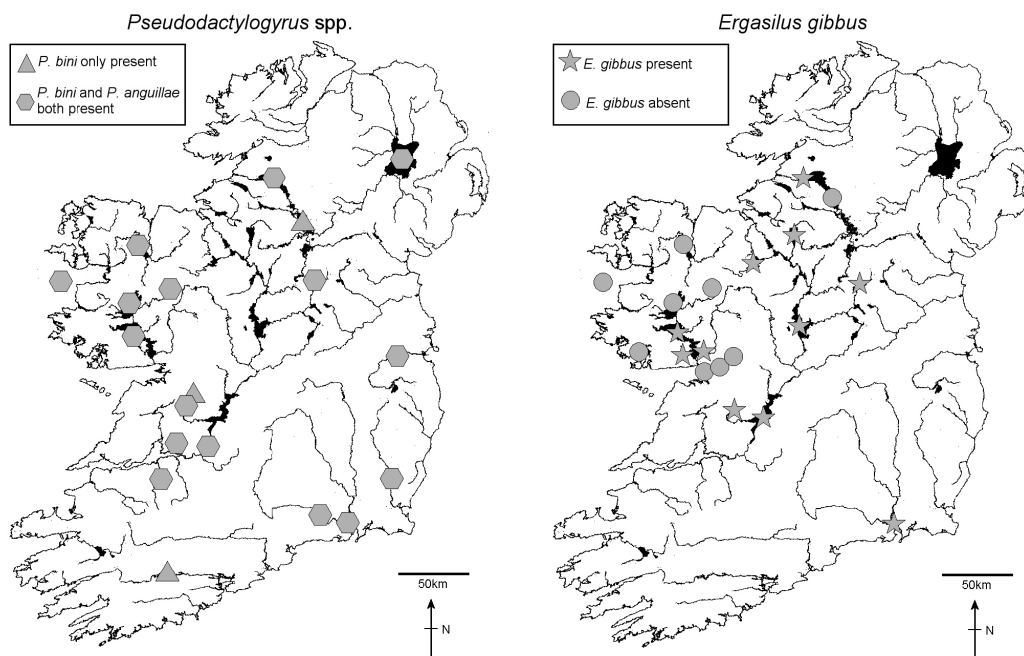 Pseudodactylogyrus spp.
P. bini only present
P. bini and P. anguillae
both present
50km
N
Ergasilus gibbus
E. gibbus present
E. gibbus absent
50km
N